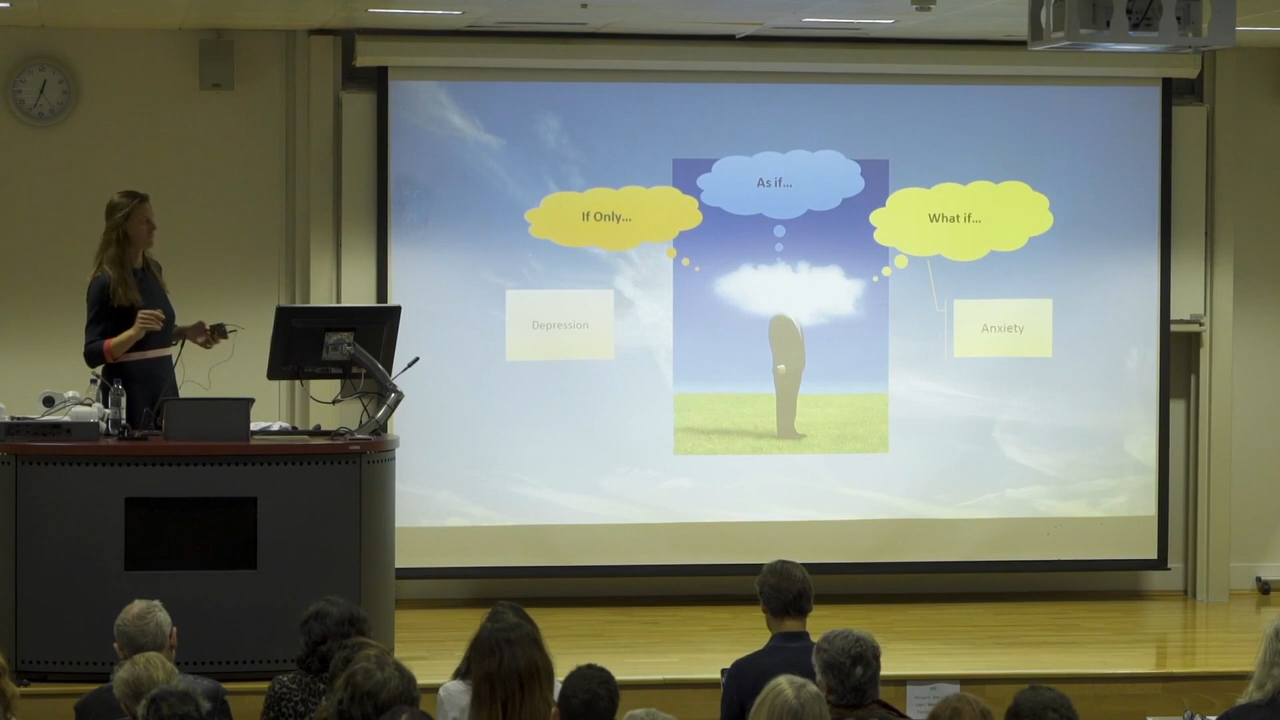 As if...
If Only...
What if...
Depression
Anxiety